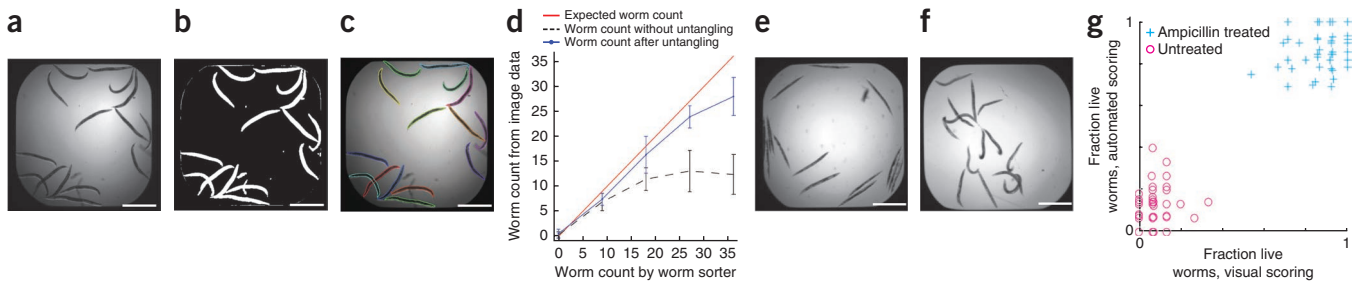 a
b
c
d
Expected worm count
Worm count without untangling
Worm count after untangling
Worm count from image data
35
30
25
20
15
10
5
0
0 5 10 15 20 25 30 35
Worm count by worm sorter
e
f
g
Ampicillin treated
Untreated
Fraction live
worms, automated scoring
1
1
0 1
Fraction live
worms, visual scoring